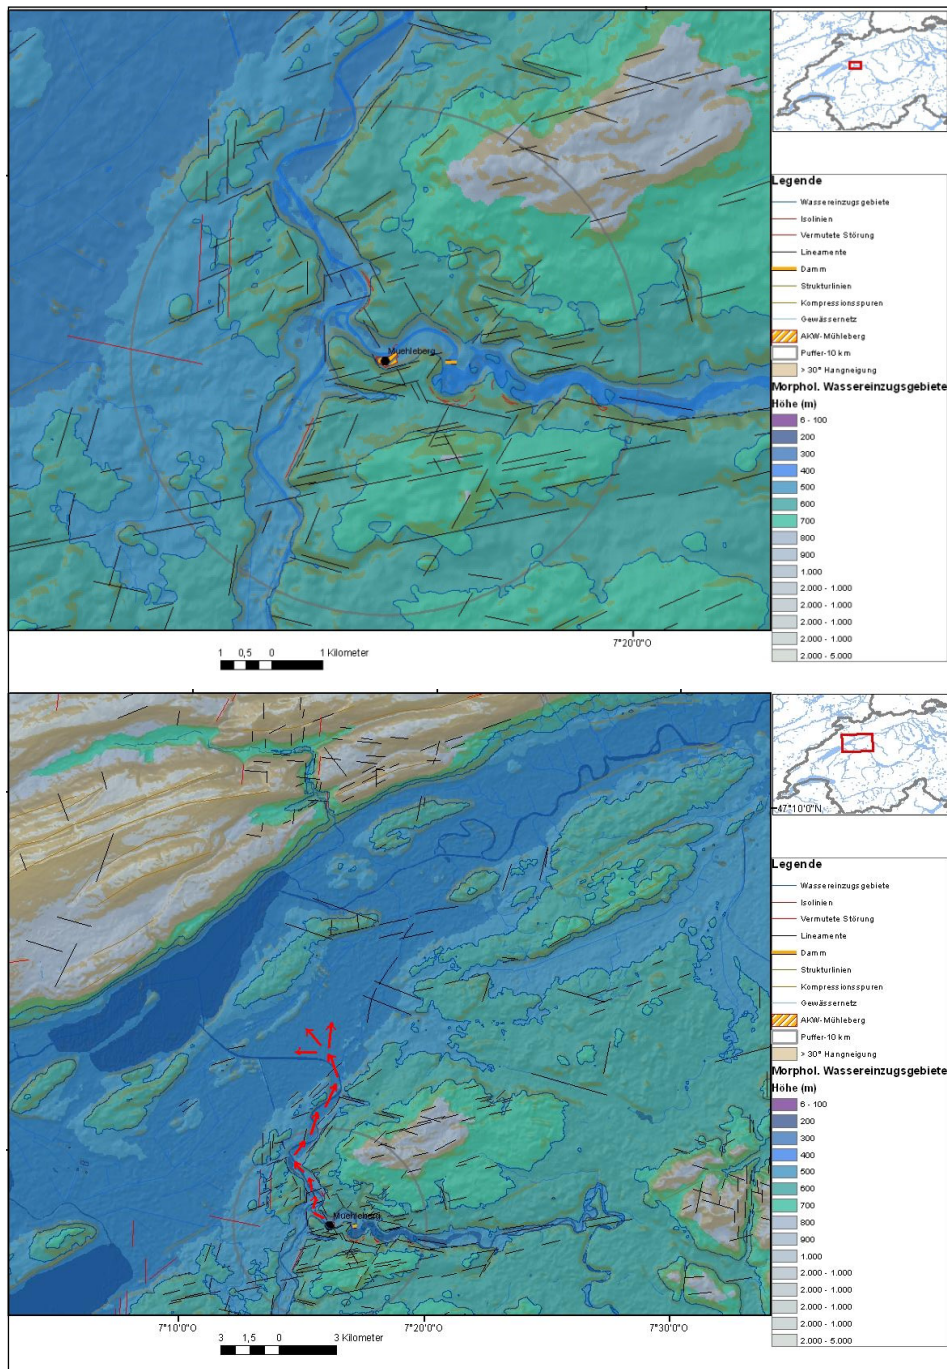 Muehleberg
1 0,5 0 1 Kilometer
7°20'0"O
Legende
Wassereinzugsgebiete
Isolinien
Vermutete Störung
Lineamente
Damm
Strukturlinien
Kompressionsspuren
Gewässernetz
AKW-Mühleberg
Puffer-10 km
> 30° Hangneigung
Morphol. Wassereinzugsgebiete
Höhe (m)
6 - 100
200
300
400
500
600
700
800
900
1.000
2.000 - 1.000
2.000 - 1.000
2.000 - 1.000
2.000 - 1.000
2.000 - 5.000
Muehleberg
7°10'0"O 7°20'0"O 7°30'0"O
3 1,5 0 3 Kilometer
47°10'0"N
Legende
Wassereinzugsgebiete
Isolinien
Vermutete Störung
Lineamente
Damm
Strukturlinien
Kompressionsspuren
Gewässernetz
AKW-Mühleberg
Puffer-10 km
> 30° Hangneigung
Morphol. Wassereinzugsgebiete
Höhe (m)
6 - 100
200
300
400
500
600
700
800
900
1.000
2.000 - 1.000
2.000 - 1.000
2.000 - 1.000
2.000 - 1.000
2.000 - 5.000